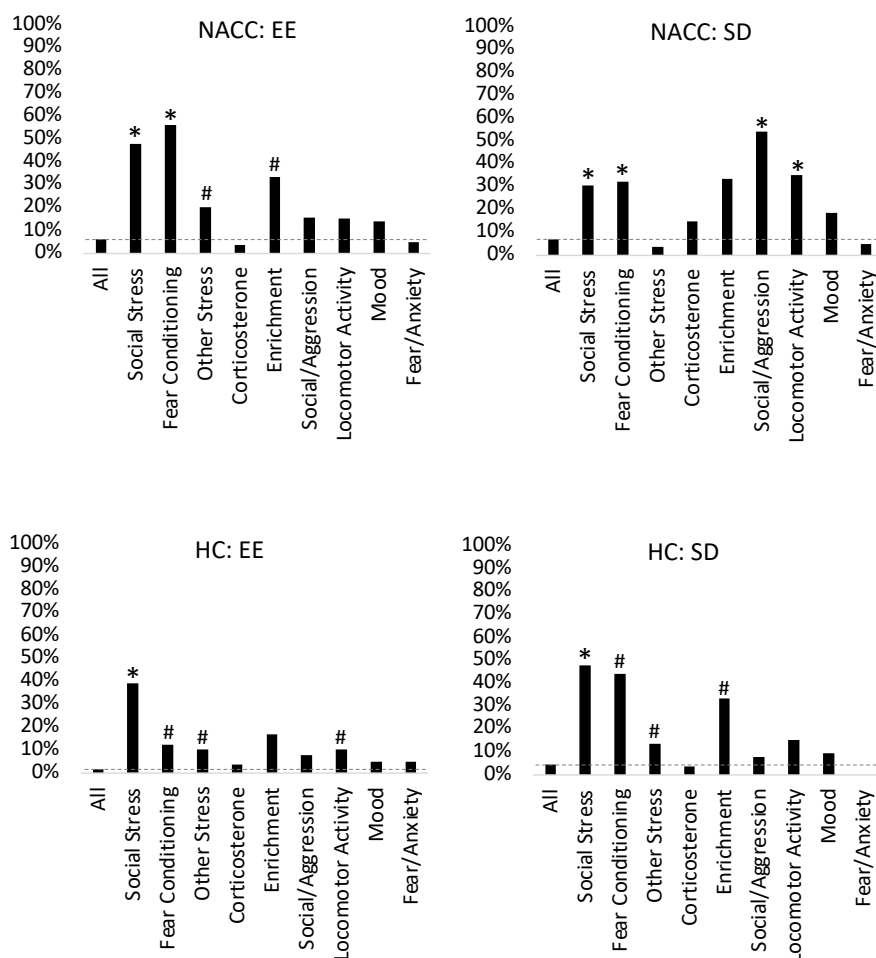 NACC: EE
100%
90%
80%
70%
60%
50%
40%
30%
20%
10%
0%
*
*
#
#
All
Social Stress
Fear Conditioning
Other Stress
Corticosterone
Enrichment
Social/Aggression
Locomotor Activity
Mood
Fear/Anxiety
NACC: SD
100%
90%
80%
70%
60%
50%
40%
30%
20%
10%
0%
*
*
*
*
All
Social Stress
Fear Conditioning
Other Stress
Corticosterone
Enrichment
Social/Aggression
Locomotor Activity
Mood
Fear/Anxiety
HC: EE
100%
90%
80%
70%
60%
50%
40%
30%
20%
10%
0%
*
#
#
#
All
Social Stress
Fear Conditioning
Other Stress
Corticosterone
Enrichment
Social/Aggression
Locomotor Activity
Mood
Fear/Anxiety
HC: SD
100%
90%
80%
70%
60%
50%
40%
30%
20%
10%
0%
*
#
#
#
All
Social Stress
Fear Conditioning
Other Stress
Corticosterone
Enrichment
Social/Aggression
Locomotor Activity
Mood
Fear/Anxiety